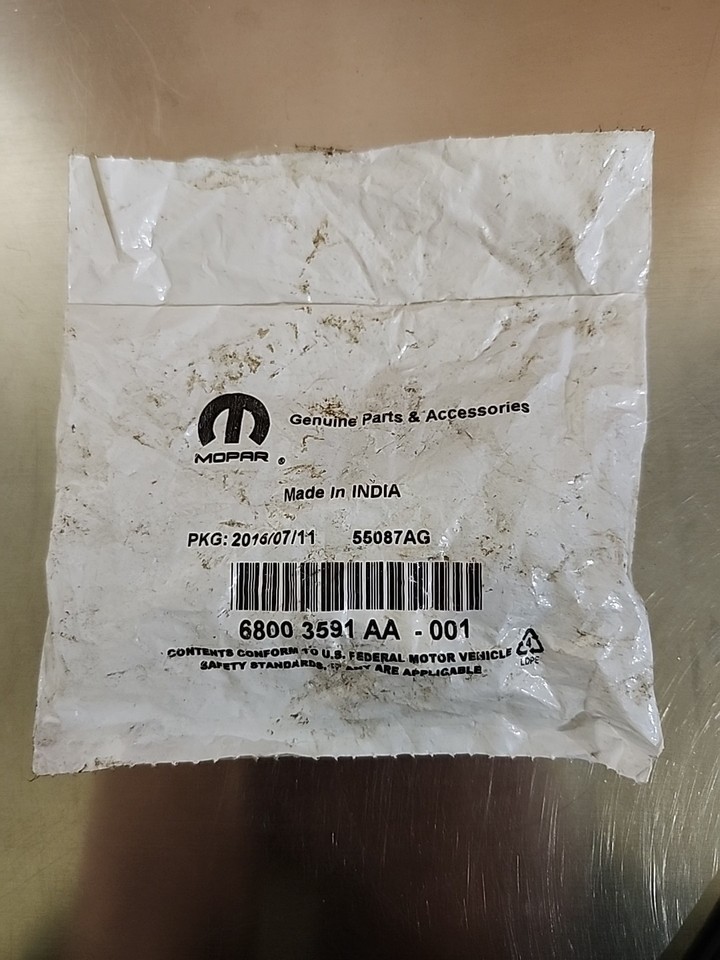 Genuine Parts & Accessories
MOPAR ®
Made In INDIA
PKG: 2016/07/11 55087AG
6800 3591 AA - 001
CONTENTS CONFORM TO U.S. FEDERAL MOTOR VEHICLE
SAFETY STANDARDS, IF ANY ARE APPLICABLE
4
LDPE